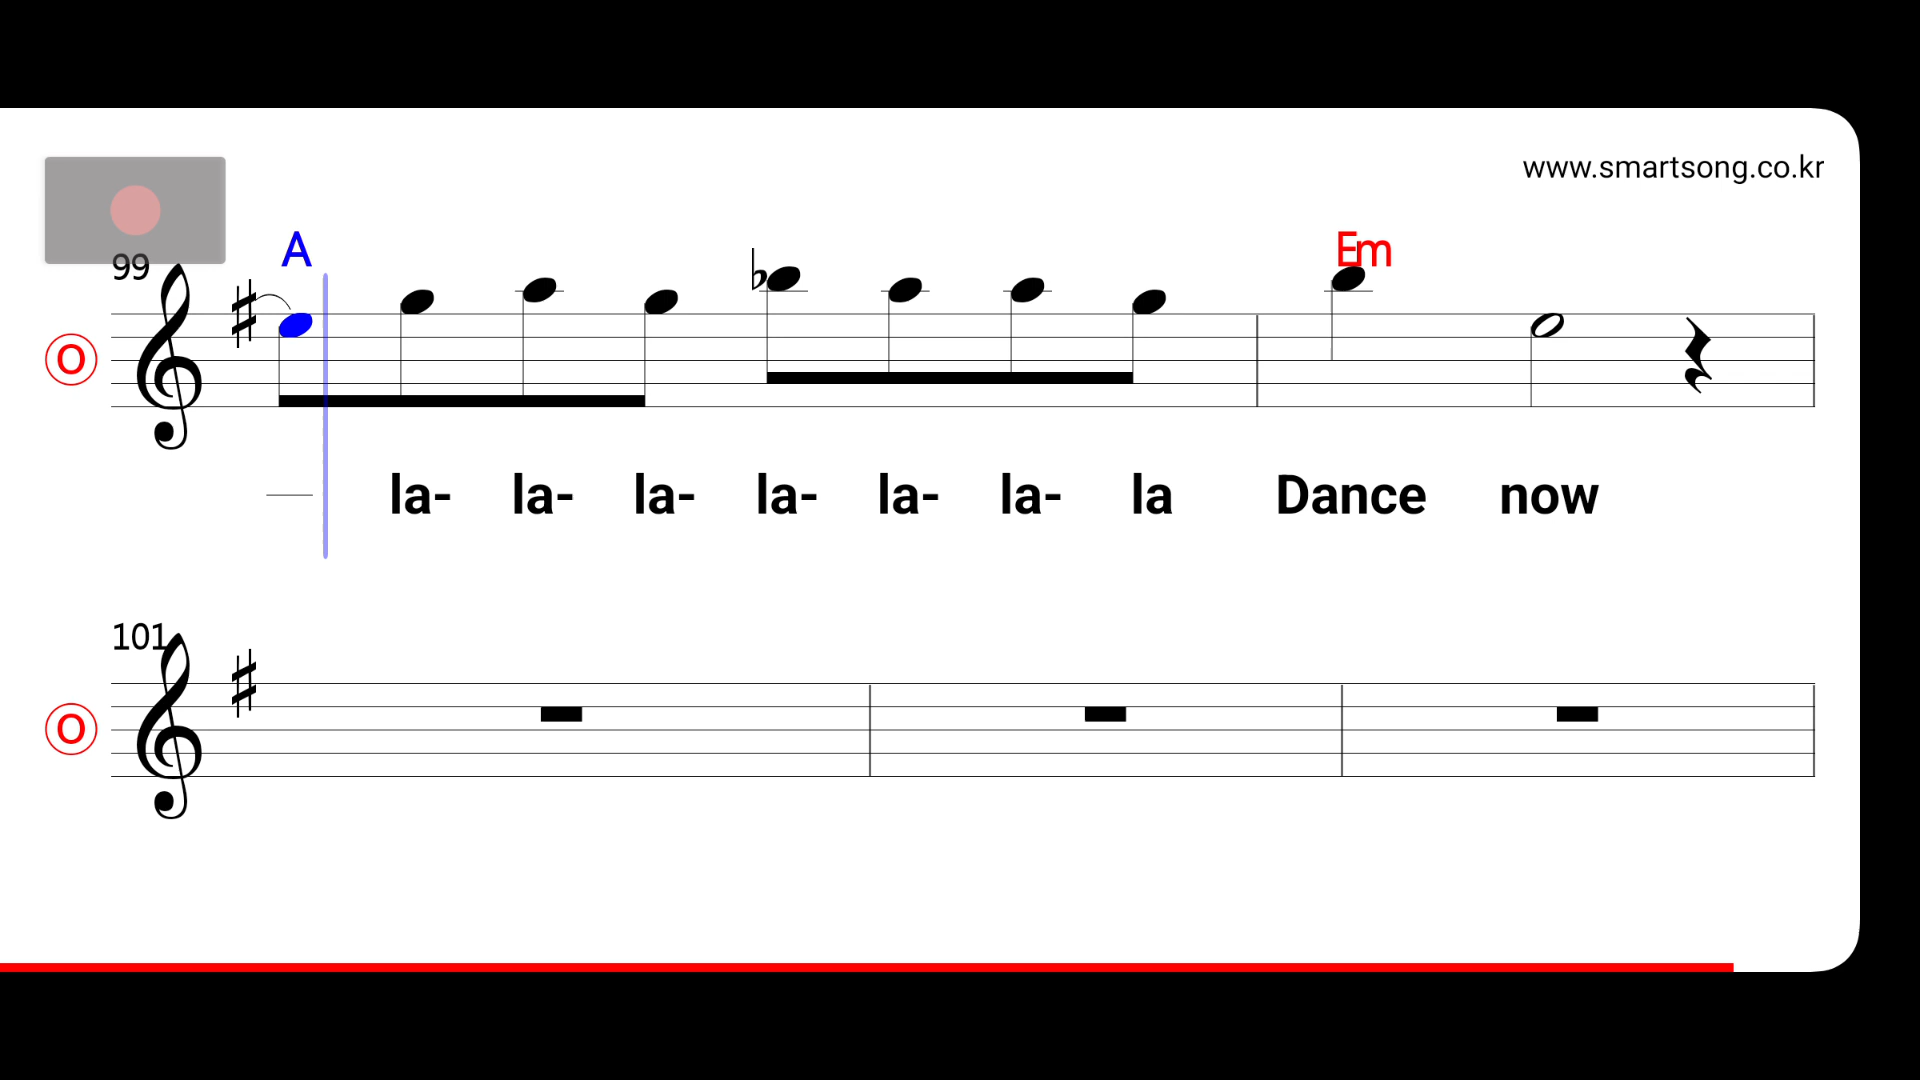 www.smartsong.co.kr
99
A Em
O
la- la- la- la- la- la- la Dance now
101
O